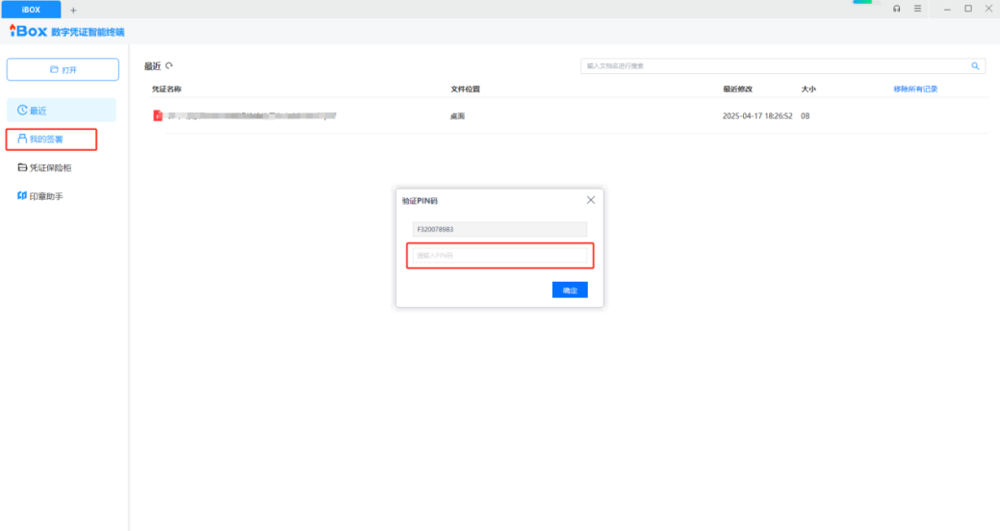 iBOX
iBox 数字凭证智能终端
打开
最近
输入文档名进行搜索
凭证名称 文件位置 最近修改 大小 移除所有记录
最近
桌面 2025-04-17 18:26:52 0B
我的签署
凭证保险柜
印章助手
验证PIN码
F320078983
请输入PIN码
确定